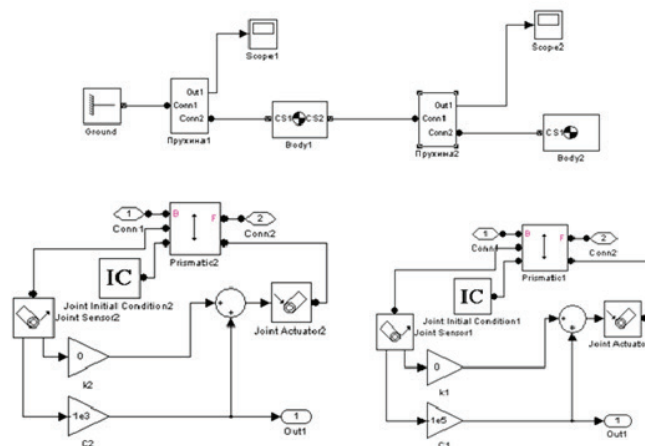 Scope1
Scope2
Out1
Conn1
Conn2
Ground
Пружина1
CS1 CS2
Body1
Out1
Conn1
Conn2
Пружина2
CS1
Body2
1
B
F
2
Conn1
Conn2
Prismatic2
IC
Joint Initial Condition2
Joint Sensor2
Joint Actuator2
0
k2
-1e3
C2
1
Out1
1
B
F
2
Conn2
Prismatic1
IC
Joint Initial Condition1
Joint Sensor1
Joint Actuator
0
k1
-1e5
C1
1
Out1